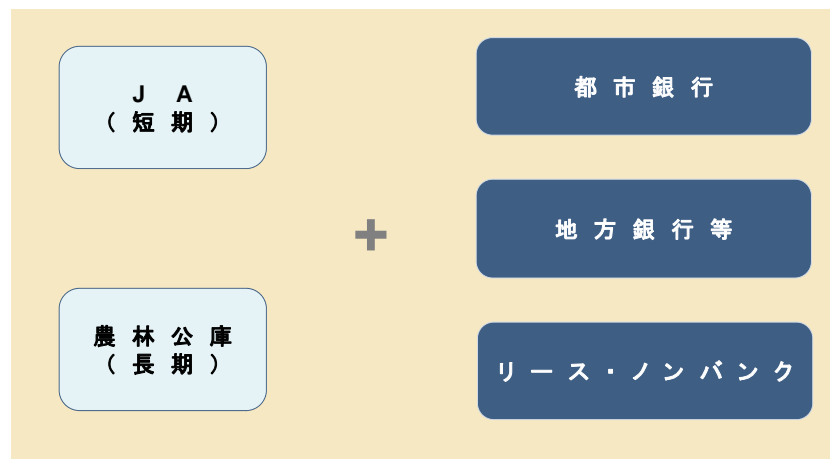 JA
(短期)
農林公庫
(長期)
+
都市銀行
地方銀行等
リース・ノンバンク